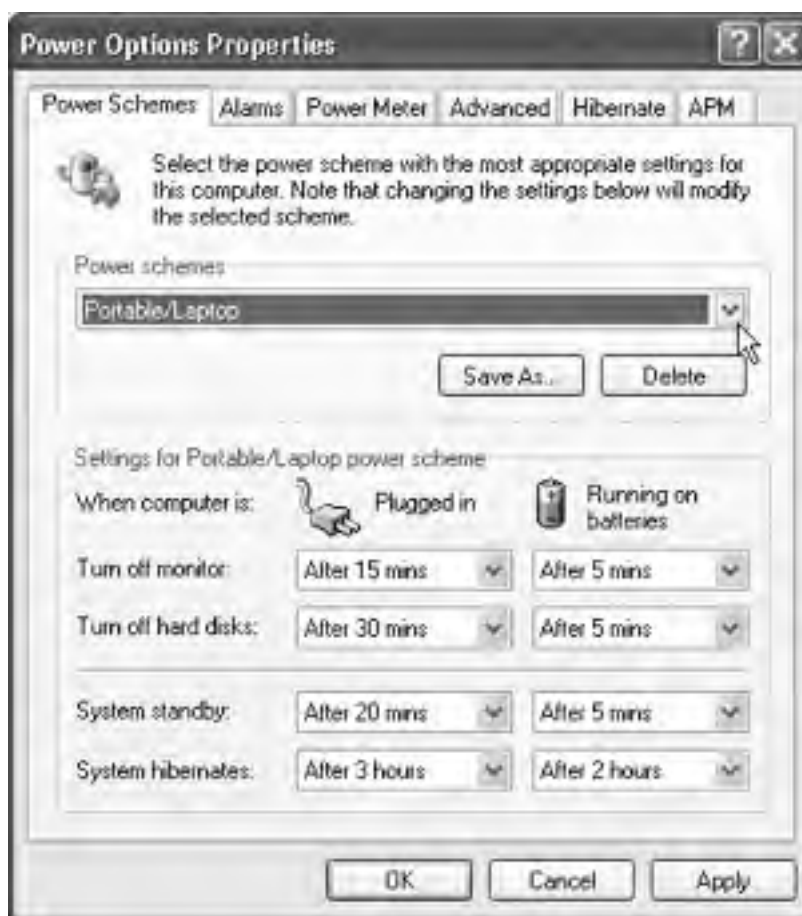 Power Options Properties
Power Schemes Alarms Power Meter Advanced Hibernate APM
Select the power scheme with the most appropriate settings for
this computer. Note that changing the settings below will modify
the selected scheme.
Power schemes
Portable/Laptop
Save As... Delete
Settings for Portable/Laptop power scheme
When computer is: Plugged in Running on
batteries
Turn off monitor: After 15 mins After 5 mins
Turn off hard disks: After 30 mins After 5 mins
System standby: After 20 mins After 5 mins
System hibernates: After 3 hours After 2 hours
OK Cancel Apply